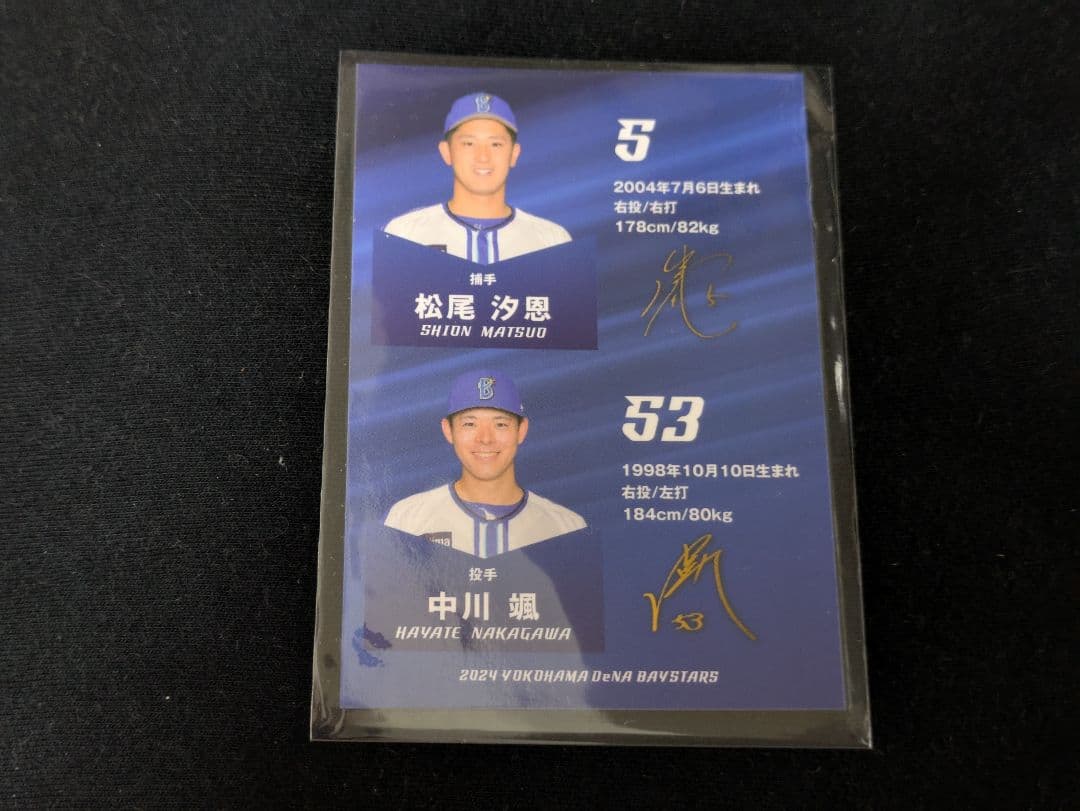 5
2004年7月6日生まれ
右投/右打
178cm/82kg
捕手
松尾 汐恩
SHION MATSUO
53
1998年10月10日生まれ
右投/左打
184cm/80kg
53
投手
中川 颯
HAYATE NAKAGAWA
2024 YOKOHAMA DeNA BAYSTARS